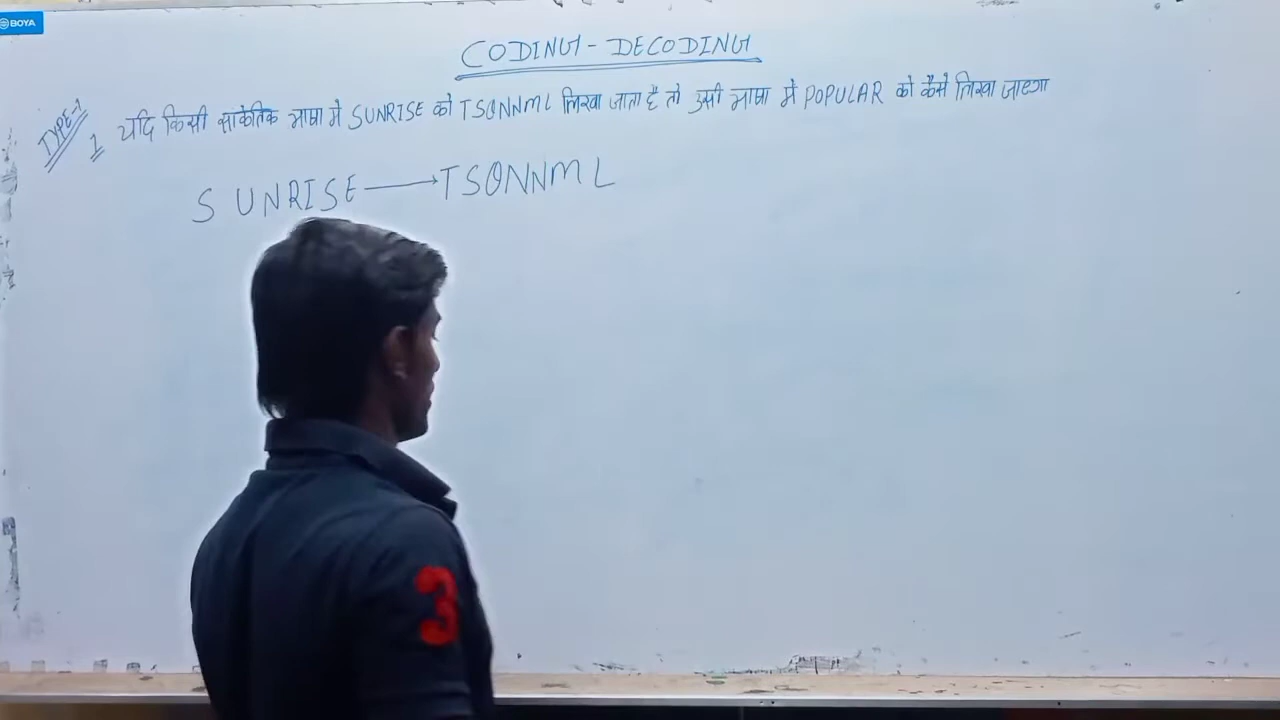 BOYA
CODING - DECODING
TYPE-1
1 यदि किसी सांकेतिक भाषा में SUNRISE को TSONNML लिखा जाता है तो उसी भाषा में POPULAR को कैसे लिखा जाएगा
SUNRISE → TSONNML
3